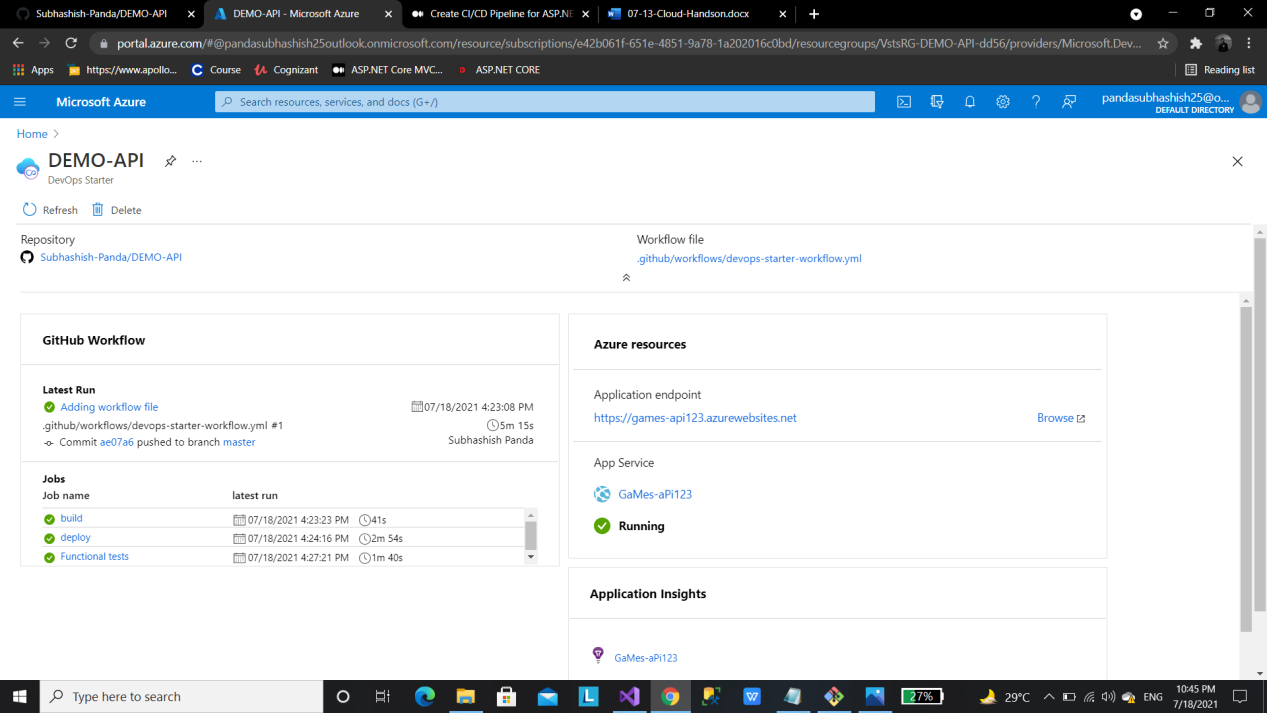 Subhashish-Panda/DEMO-API
DEMO-API - Microsoft Azure
Create CI/CD Pipeline for ASP.NE
07-13-Cloud-Handson.docx
portal.azure.com/#@pandasubhashish25outlook.onmicrosoft.com/resource/subscriptions/e42b061f-651e-4851-9a78-1a202016c0bd/resourcegroups/VstsRG-DEMO-API-dd56/providers/Microsoft.Dev...
Apps
https://www.apollo...
Course
Cognizant
ASP.NET Core MVC...
ASP.NET CORE
Reading list
Microsoft Azure
Search resources, services, and docs (G+/)
pandasubhashish25@o...
DEFAULT DIRECTORY
Home
DEMO-API
DevOps Starter
Refresh
Delete
Repository
Subhashish-Panda/DEMO-API
Workflow file
.github/workflows/devops-starter-workflow.yml
GitHub Workflow
Latest Run
Adding workflow file
07/18/2021 4:23:08 PM
.github/workflows/devops-starter-workflow.yml #1
5m 15s
Commit ae07a6 pushed to branch master
Subhashish Panda
Jobs
Job name latest run
build 07/18/2021 4:23:23 PM 41s
deploy 07/18/2021 4:24:16 PM 2m 54s
Functional tests 07/18/2021 4:27:21 PM 1m 40s
Azure resources
Application endpoint
https://games-api123.azurewebsites.net
Browse
App Service
GaMes-aPi123
Running
Application Insights
GaMes-aPi123
Type here to search
27%
29°C
ENG
10:45 PM
7/18/2021